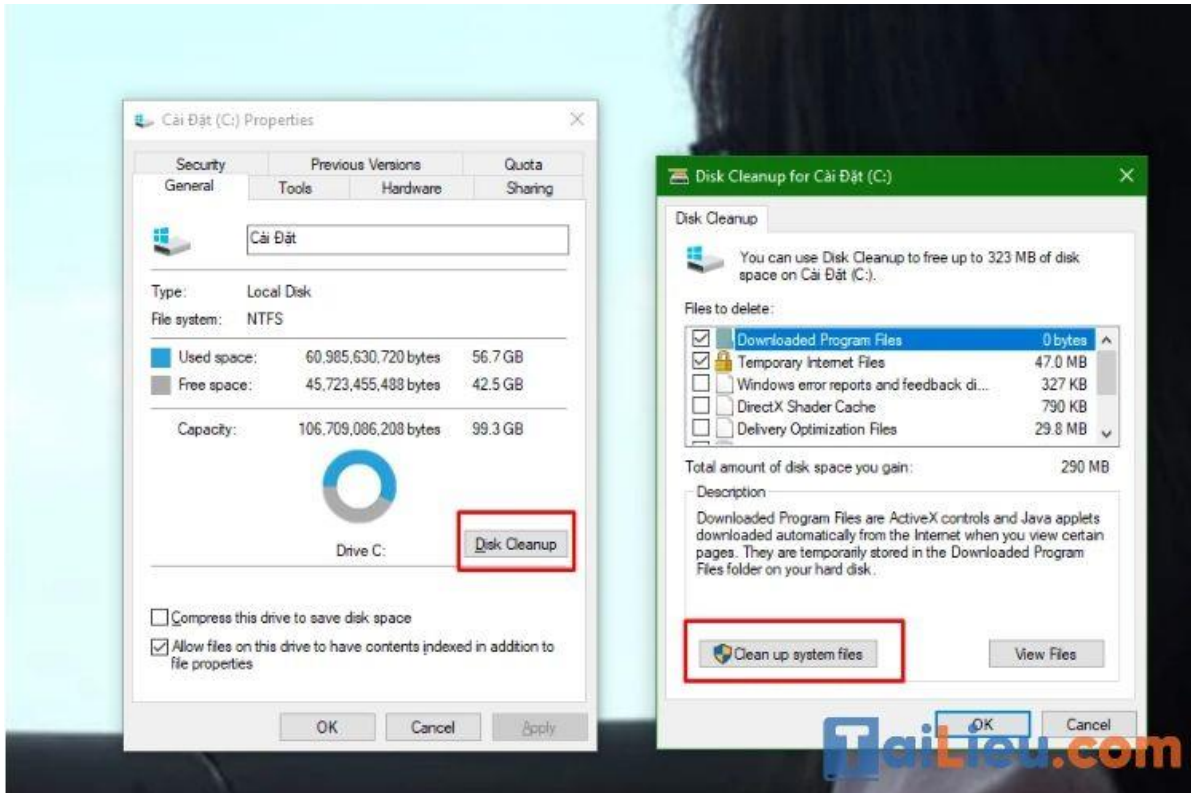 Cài Đặt (C:) Properties
Security Previous Versions Quota
General Tools Hardware Sharing
Cài Đặt
Type: Local Disk
File system: NTFS
Used space: 60,985,630,720 bytes 56.7 GB
Free space: 45,723,455,488 bytes 42.5 GB
Capacity: 106,709,086,208 bytes 99.3 GB
Drive C:
Disk Cleanup
Compress this drive to save disk space
Allow files on this drive to have contents indexed in addition to
file properties
OK Cancel Apply
Disk Cleanup for Cài Đặt (C:)
Disk Cleanup
You can use Disk Cleanup to free up to 323 MB of disk
space on Cài Đặt (C:).
Files to delete:
Downloaded Program Files 0 bytes
Temporary Internet Files 47.0 MB
Windows error reports and feedback di... 327 KB
DirectX Shader Cache 790 KB
Delivery Optimization Files 29.8 MB
Total amount of disk space you gain: 290 MB
Description
Downloaded Program Files are ActiveX controls and Java applets
downloaded automatically from the Internet when you view certain
pages. They are temporarily stored in the Downloaded Program
Files folder on your hard disk.
Clean up system files View Files
OK Cancel
TaiLieu.com